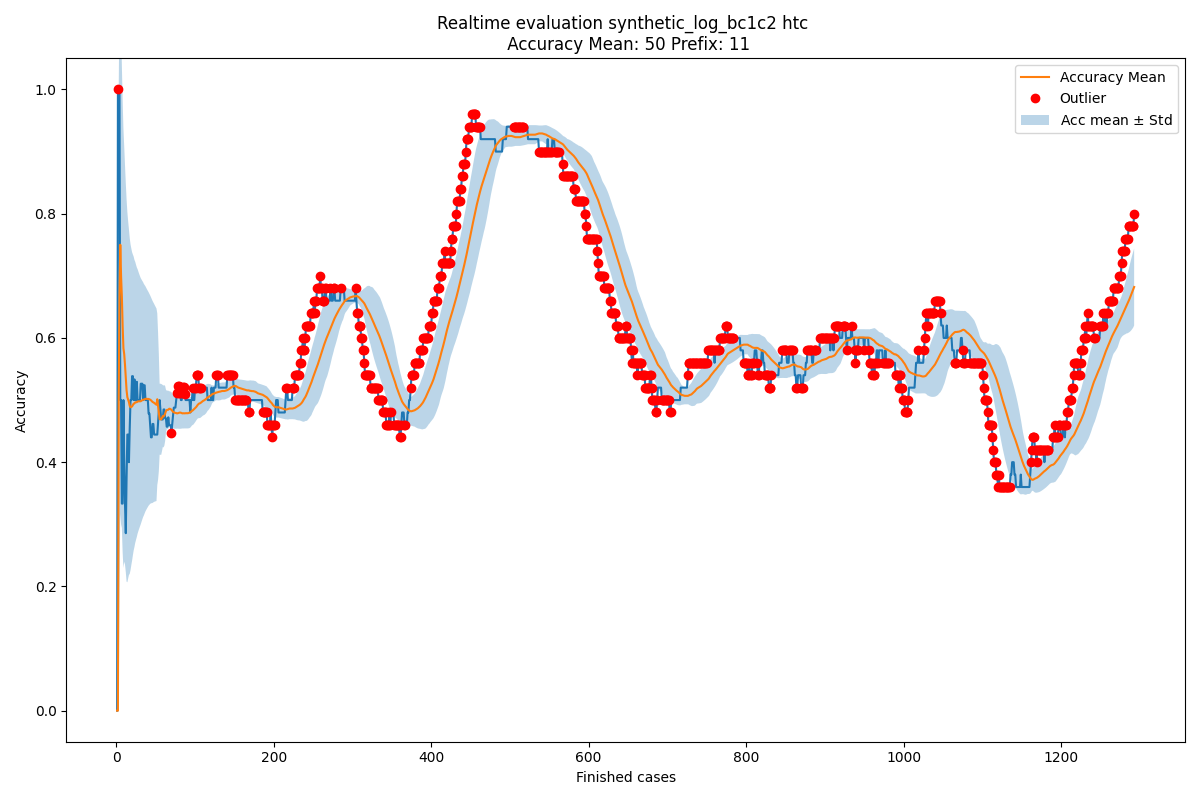 Realtime evaluation synthetic_log_bc1c2 htc
Accuracy Mean: 50 Prefix: 11
Accuracy Mean
Outlier
Acc mean ± Std
1.0
0.8
0.6
0.4
0.2
0.0
Accuracy
0 200 400 600 800 1000 1200
Finished cases